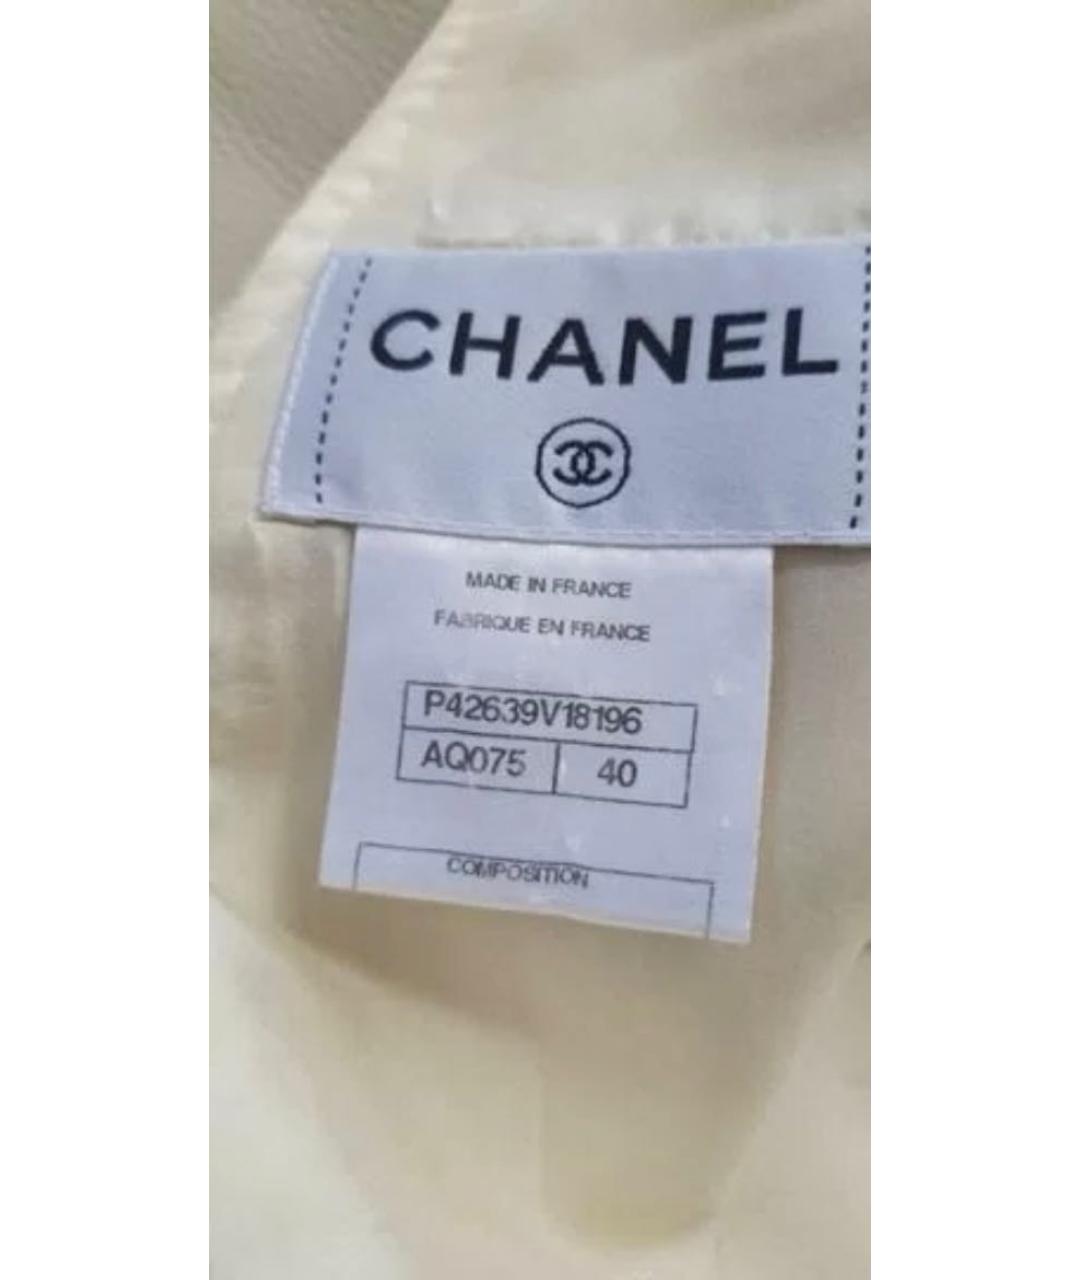 CHANEL
MADE IN FRANCE
FABRIQUE EN FRANCE
P42639V18196
AQ075 40
COMPOSITION